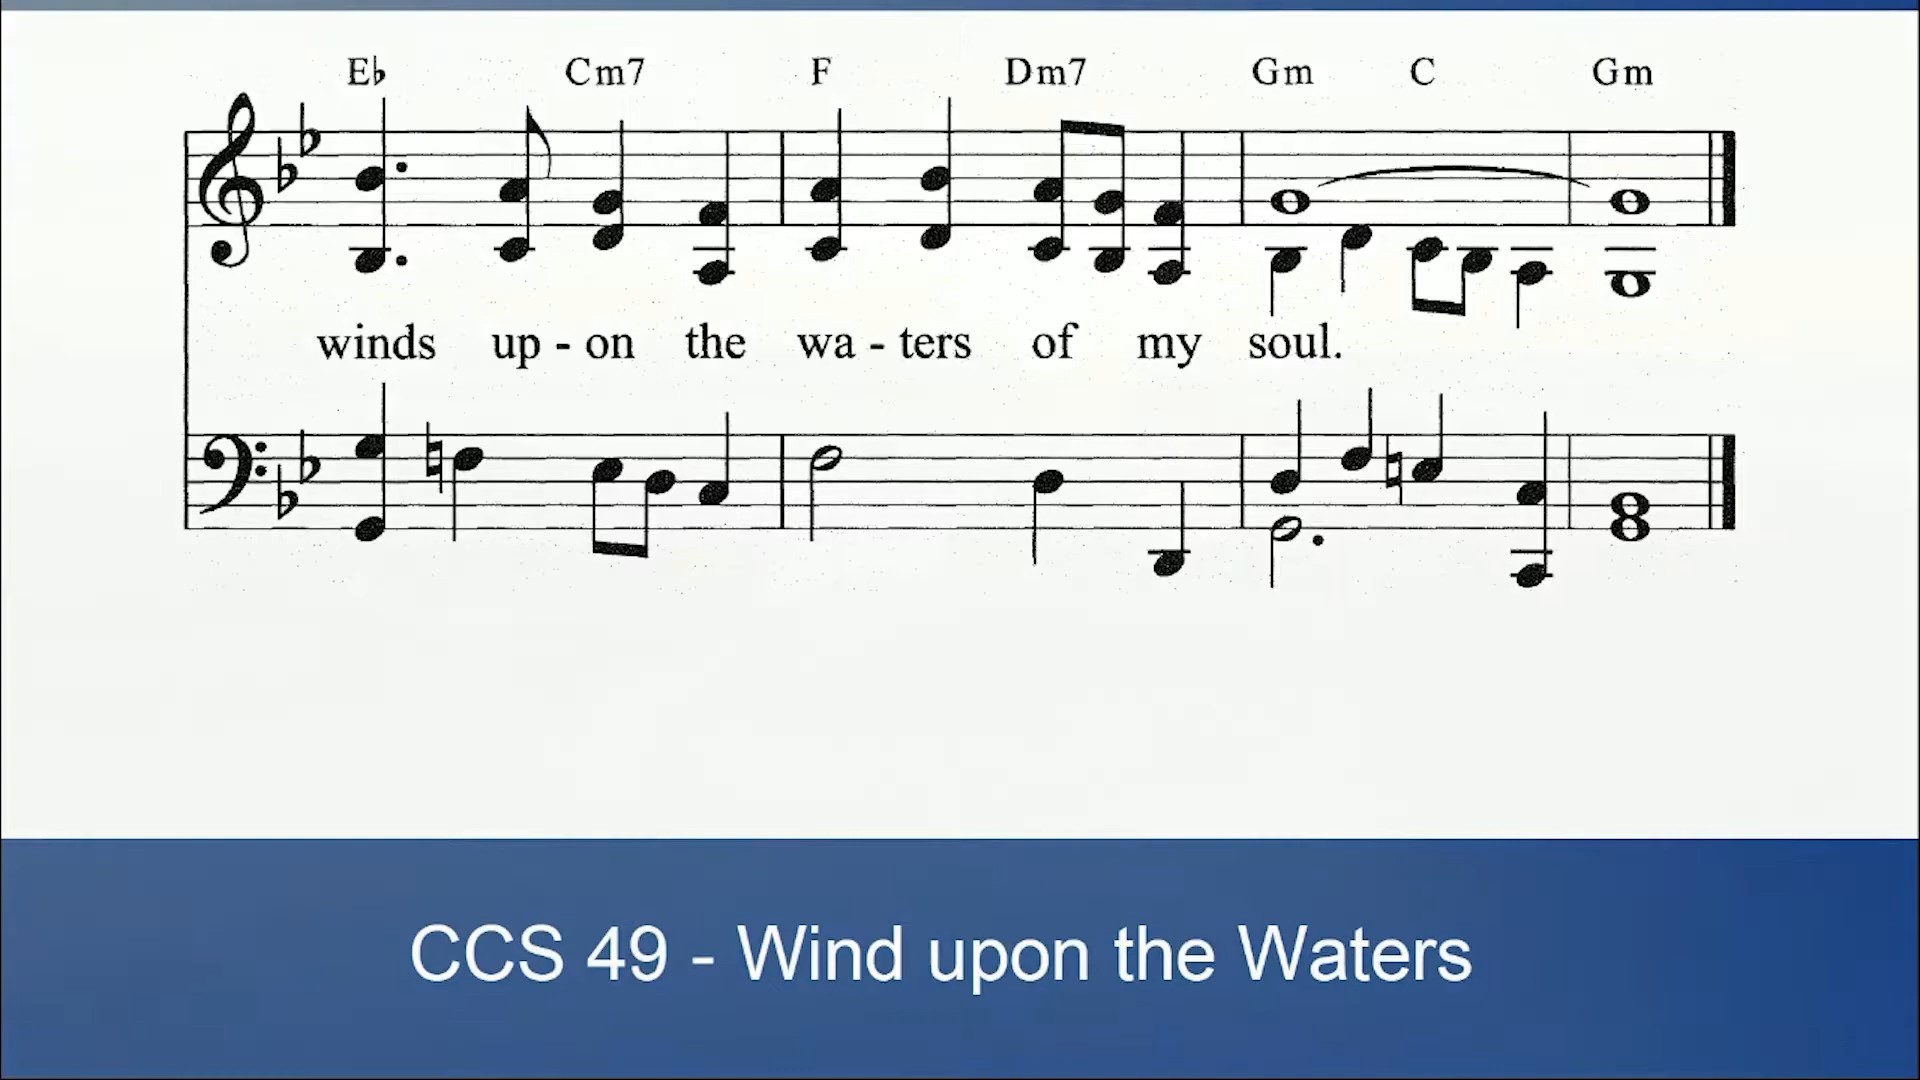 E♭ Cm7 F Dm7 Gm C Gm
winds up - on the wa - ters of my soul.
CCS 49 - Wind upon the Waters